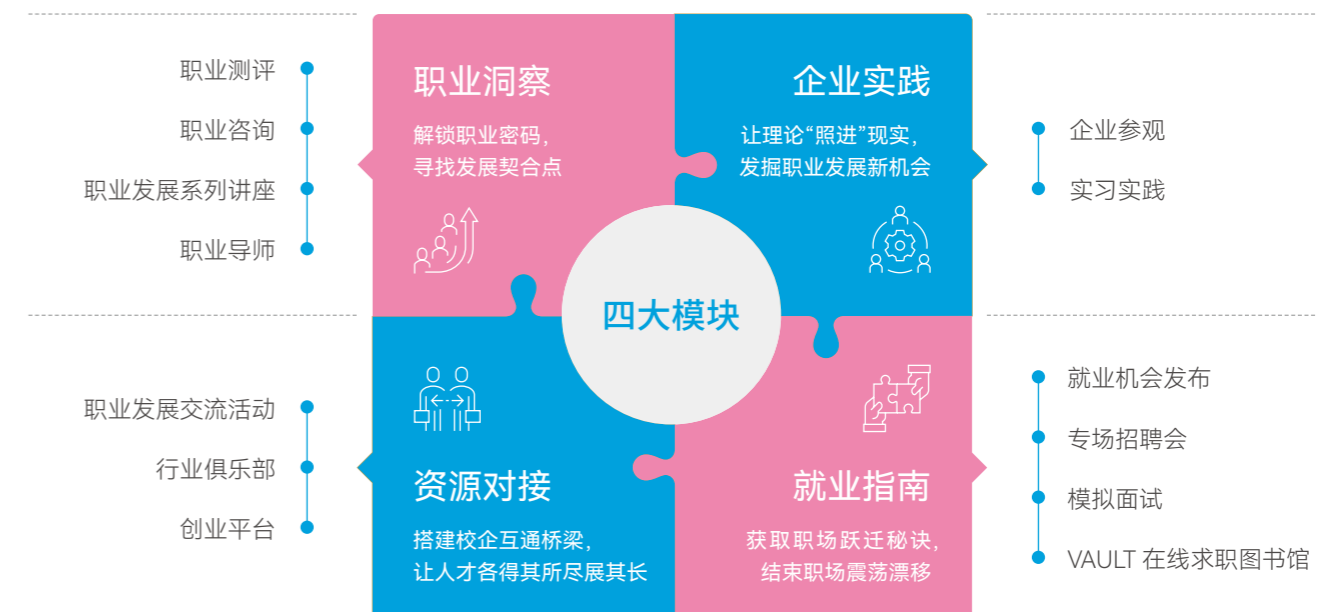 职业测评
职业咨询
职业发展系列讲座
职业导师
职业洞察
解锁职业密码，
寻找发展契合点
企业实践
让理论“照进”现实，
发掘职业发展新机会
企业参观
实习实践
四大模块
职业发展交流活动
行业俱乐部
创业平台
资源对接
搭建校企互通桥梁，
让人才各得其所尽展其长
就业指南
获取职场跃迁秘诀，
结束职场震荡漂移
就业机会发布
专场招聘会
模拟面试
VAULT 在线求职图书馆